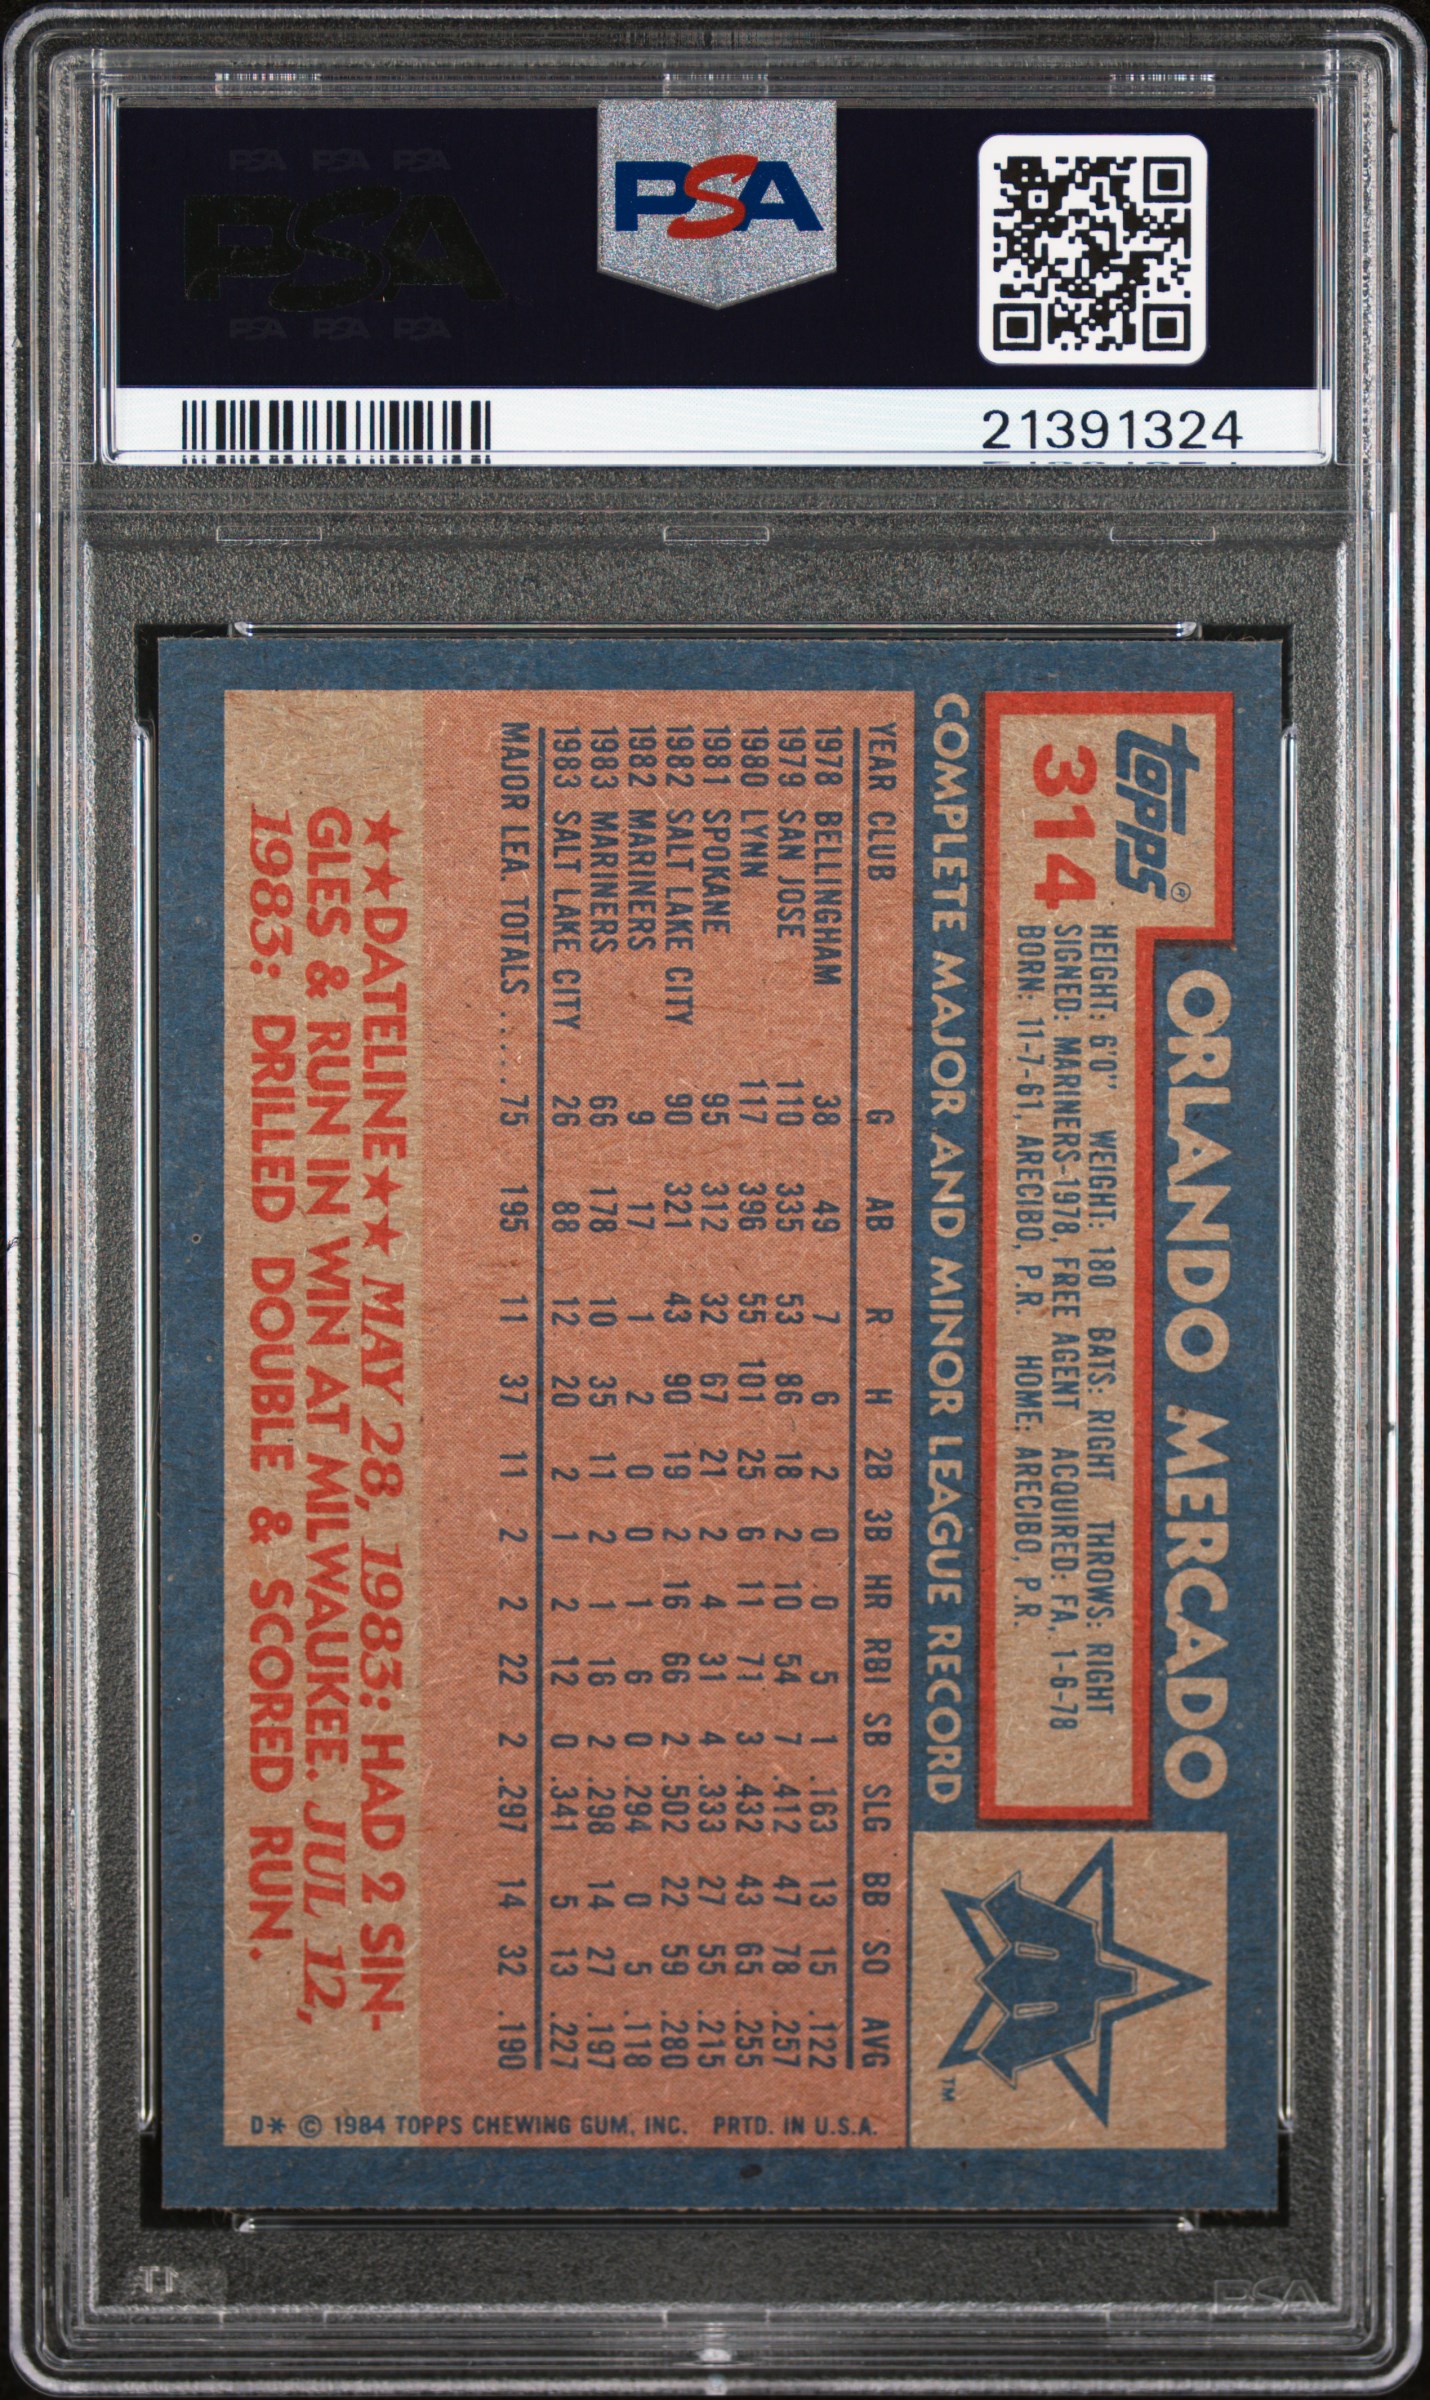 PSA PSA PSA
PSA
PSA PSA PSA
PSA
21391324
Topps®
314
ORLANDO MERCADO
HEIGHT: 6'0" WEIGHT: 180 BATS: RIGHT THROWS: RIGHT
SIGNED: MARINERS-1978, FREE AGENT ACQUIRED: FA, 1-6-78
BORN: 11-7-61, ARECIBO, P.R. HOME: ARECIBO, P.R.
TM
COMPLETE MAJOR AND MINOR LEAGUE RECORD
YEAR CLUB G AB R H 2B 3B HR RBI SB SLG BB SO AVG
1978 BELLINGHAM 38 49 7 6 2 0 0 5 1 .163 13 15 .122
1979 SAN JOSE 110 335 53 86 18 2 10 54 7 .412 47 78 .257
1980 LYNN 117 396 55 101 25 6 11 71 3 .432 43 65 .255
1981 SPOKANE 95 312 32 67 21 2 4 31 4 .333 27 55 .215
1982 SALT LAKE CITY 90 321 43 90 19 2 16 66 2 .502 22 59 .280
1982 MARINERS 9 17 1 2 0 0 1 6 0 .294 0 5 .118
1983 MARINERS 66 178 10 35 11 2 1 16 2 .298 14 27 .197
1983 SALT LAKE CITY 26 88 12 20 2 1 2 12 0 .341 5 13 .227
MAJOR LEA. TOTALS.....75 195 11 37 11 2 2 22 2 .297 14 32 .190
★★DATELINE★★ MAY 28, 1983: HAD 2 SIN-
GLES & RUN IN WIN AT MILWAUKEE. JUL 12,
1983: DRILLED DOUBLE & SCORED RUN.
D* © 1984 TOPPS CHEWING GUM, INC. PRTD. IN U.S.A.
PSA